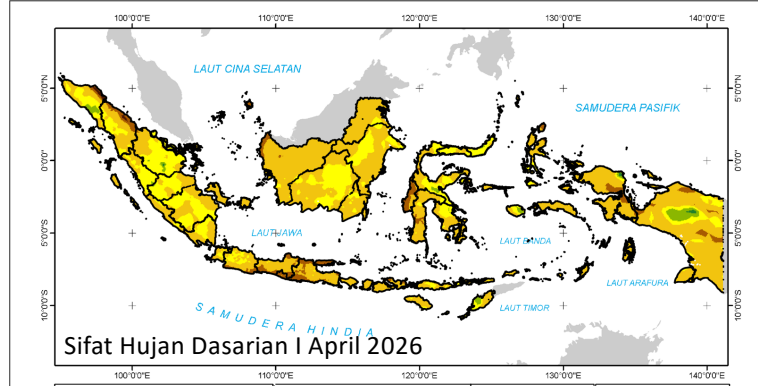 100°0'0"E 110°0'0"E 120°0'0"E 130°0'0"E 140°0'0"E
LAUT CINA SELATAN
5°0'0"N 5°0'0"N
SAMUDERA PASIFIK
0°0'0" 0°0'0"
LAUT JAWA
LAUT BANDA
5°0'0"S 5°0'0"S
LAUT ARAFURA
10°0'0"S 10°0'0"S
LAUT TIMOR
SAMUDERA HINDIA
Sifat Hujan Dasarian I April 2026
100°0'0"E 110°0'0"E 120°0'0"E 130°0'0"E 140°0'0"E